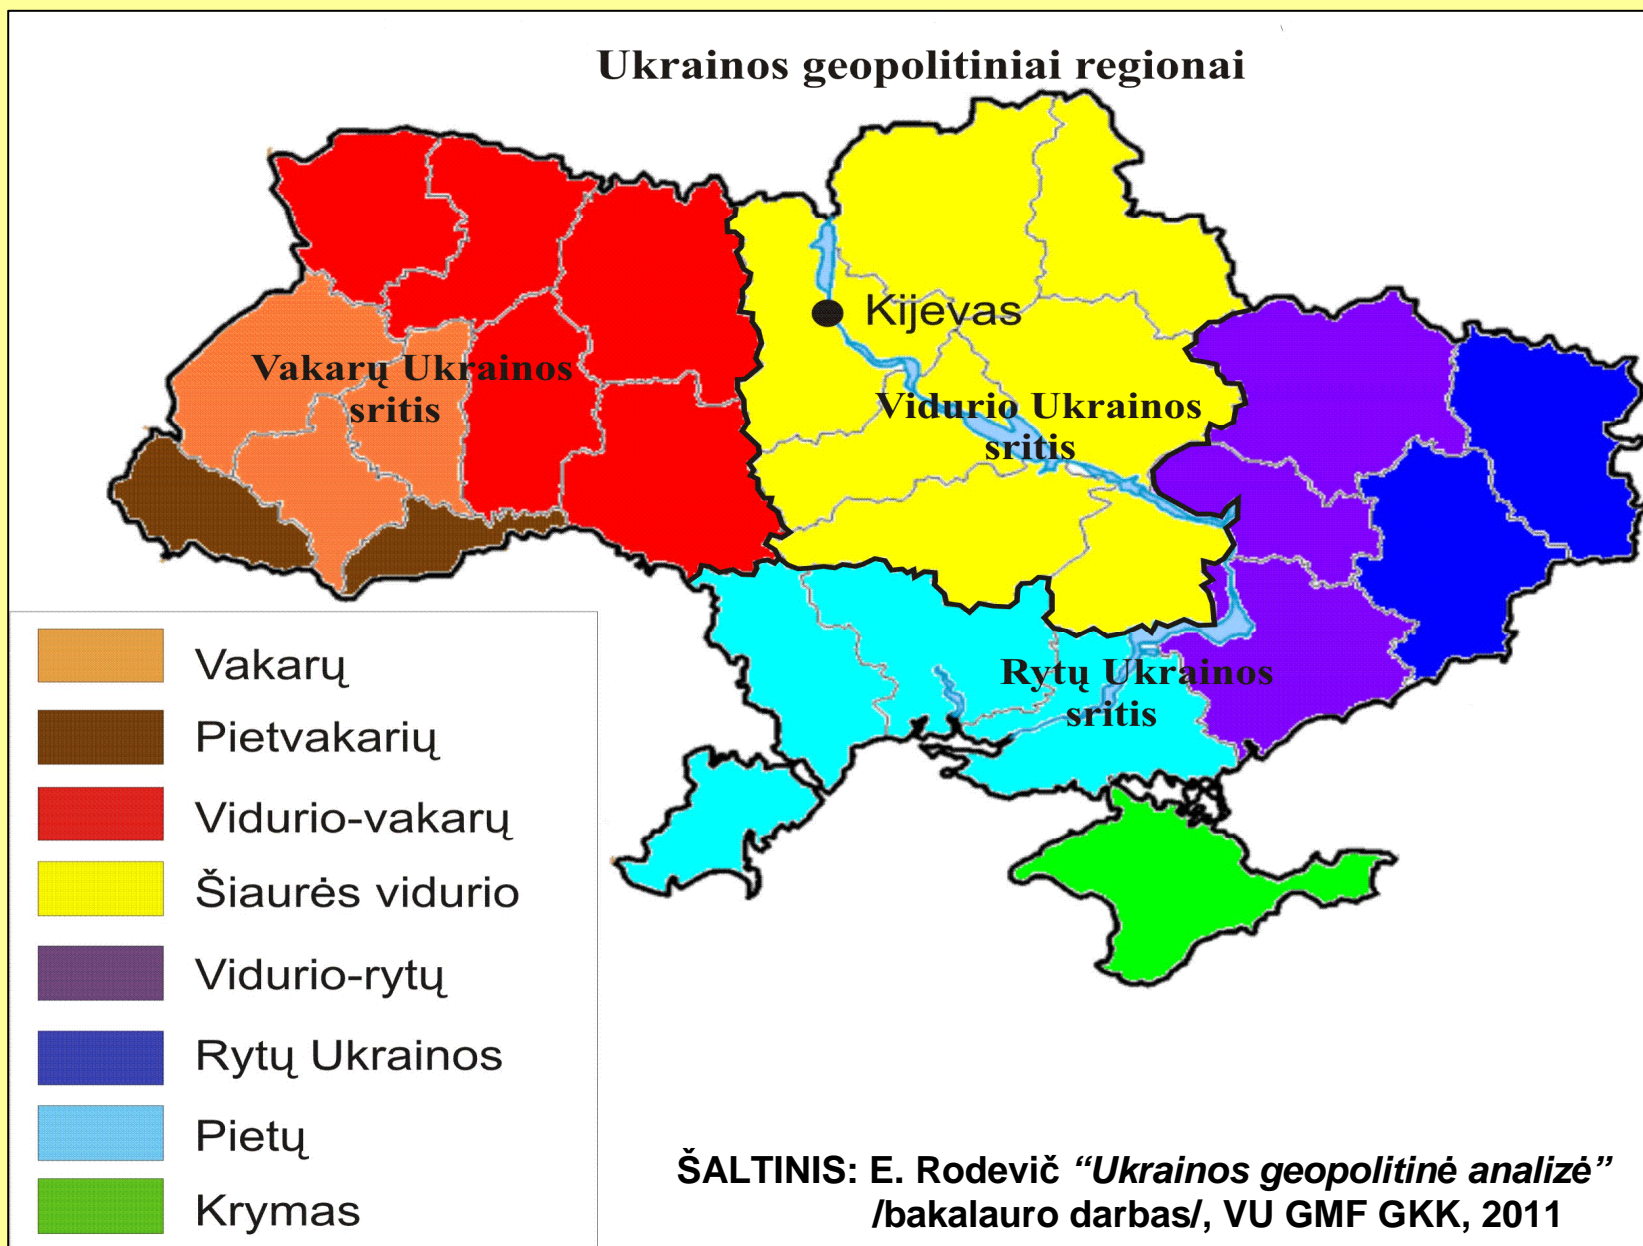 Ukrainos geopolitiniai regionai
Kijevas
Vakarų Ukrainos
sritis
Vidurio Ukrainos
sritis
Rytų Ukrainos
sritis
Vakarų
Pietvakarių
Vidurio-vakarų
Šiaurės vidurio
Vidurio-rytų
Rytų Ukrainos
Pietų
Krymas
ŠALTINIS: E. Rodevič “Ukrainos geopolitinė analizė”
/bakalauro darbas/, VU GMF GKK, 2011